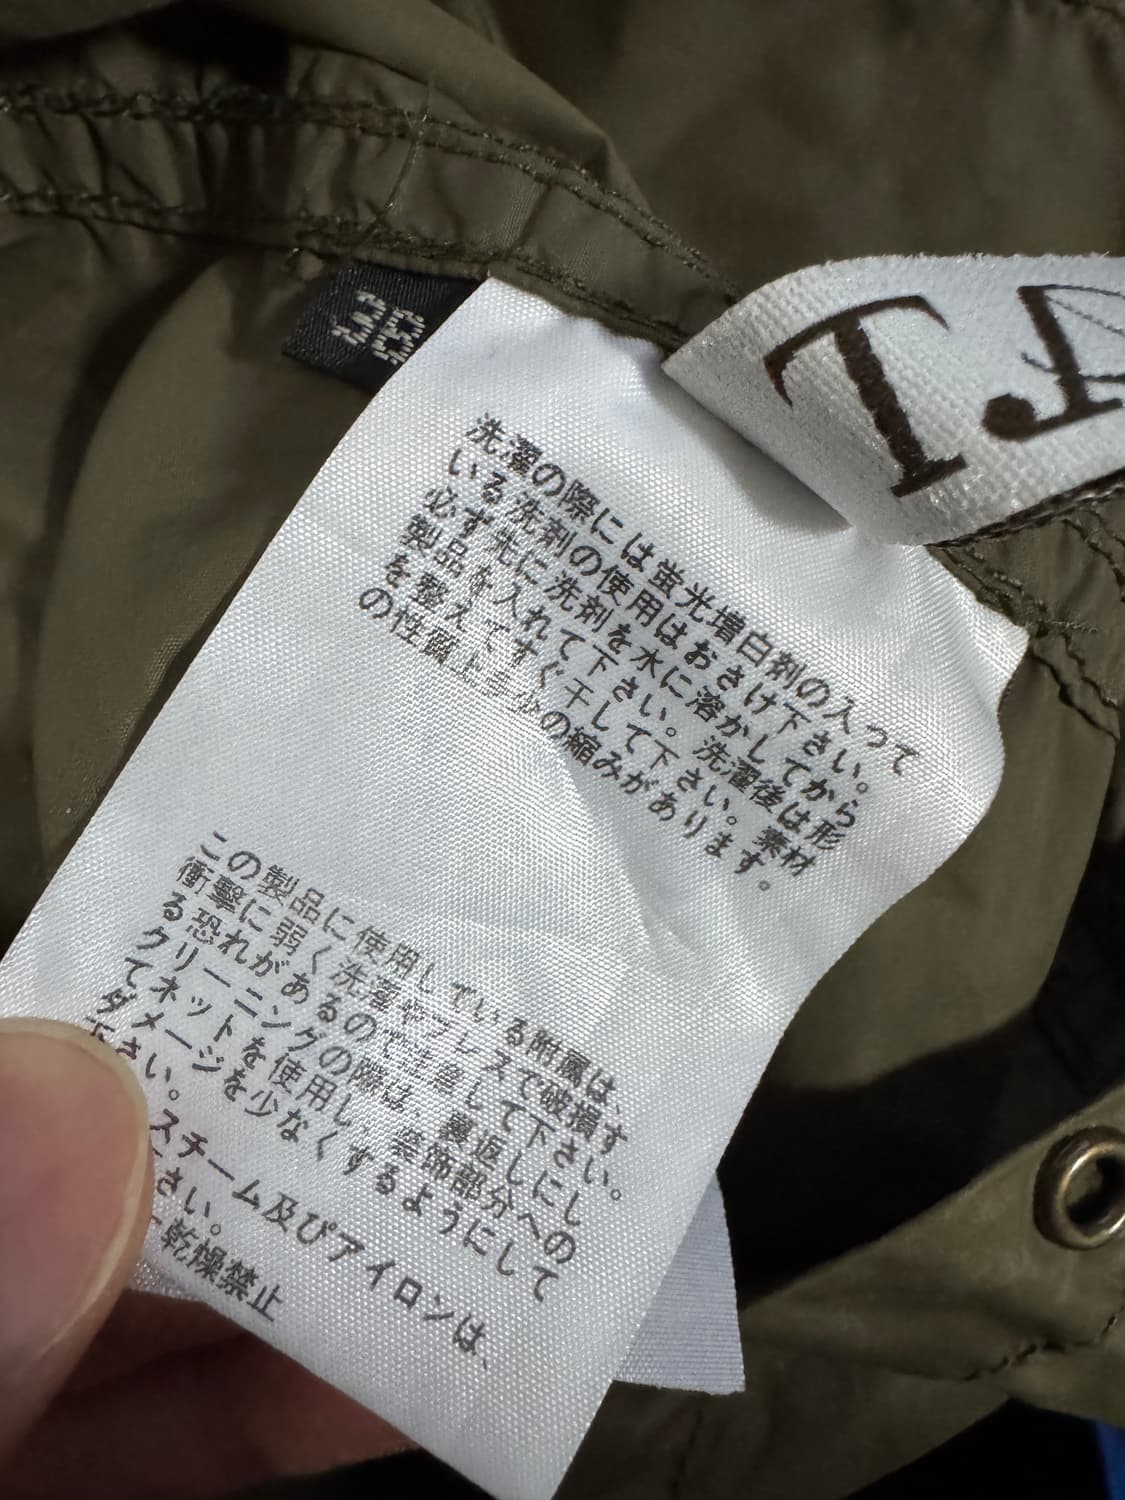 38
T
洗濯の際には蛍光増白剤の入って
いる洗剤の使用はおさけ下さい。
必ず先に洗剤を水に溶かしてから
製品を入れて下さい。洗濯後は形
を整えてすぐ干して下さい。素材
の性質上多少の縮みがあります。
この製品に使用している附属は、
衝撃に弱く洗濯やプレスで破損す
る恐れがあるのでご注意して下さい。
クリーニングの際は、裏返しにし
てネットを使用し、装飾部分への
ダメージを少なくするようにして
下さい。スチーム及びアイロンは、
さい。
乾燥禁止